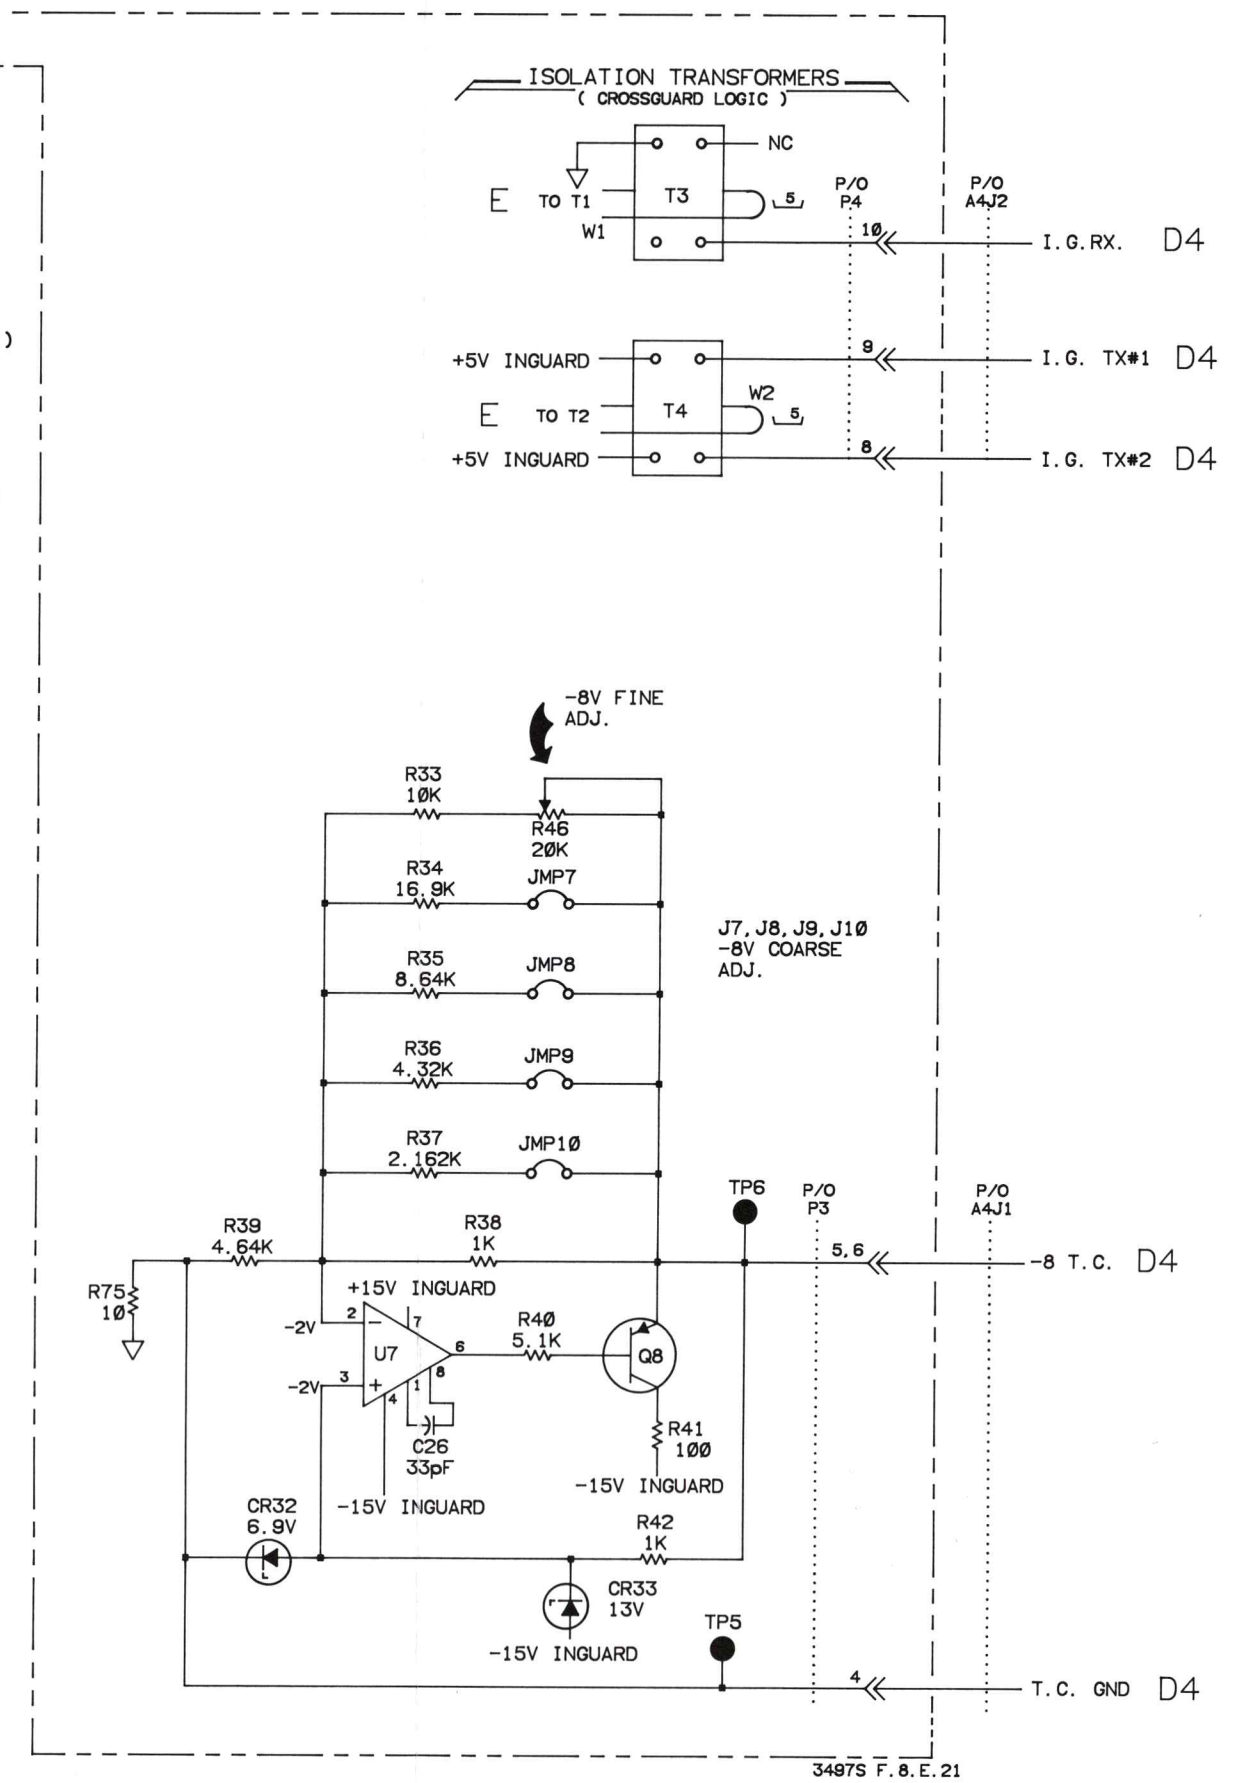 ISOLATION TRANSFORMERS
( CROSSGUARD LOGIC )
NC
E TO T1
T3
5
W1
P/O
P4
P/O
A4J2
10
I.G.RX. D4
)
+5V INGUARD
9
I.G. TX#1 D4
W2
E TO T2
T4
5
+5V INGUARD
8
I.G. TX#2 D4
-8V FINE
ADJ.
R33
10K
R46
20K
R34
16.9K
JMP7
J7,J8,J9,J10
-8V COARSE
ADJ.
R35
8.64K
JMP8
R36
4.32K
JMP9
R37
2.162K
JMP10
TP6
P/O
P3
P/O
A4J1
R39
4.64K
R38
1K
5,6
-8 T.C. D4
R75
10
+15V INGUARD
-2V
2
-
7
U7
6
R40
5.1K
Q8
-2V
3
+
4
1
8
C26
33pF
R41
100
-15V INGUARD
-15V INGUARD
CR32
6.9V
R42
1K
CR33
13V
-15V INGUARD
TP5
4
T.C. GND D4
3497S F.8.E.21